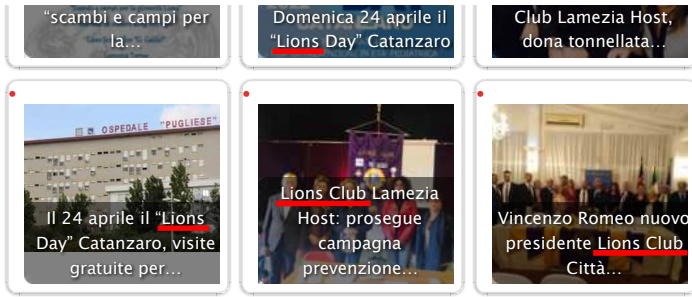 “scambi e campi per
la…
Domenica 24 aprile il
“Lions Day” Catanzaro
Club Lamezia Host,
dona tonnellata…
OSPEDALE "PUGLIESE"
Il 24 aprile il “Lions
Day” Catanzaro, visite
gratuite per…
Lions Club Lamezia
Host: prosegue
campagna
prevenzione…
Vincenzo Romeo nuovo
presidente Lions Club
Città…